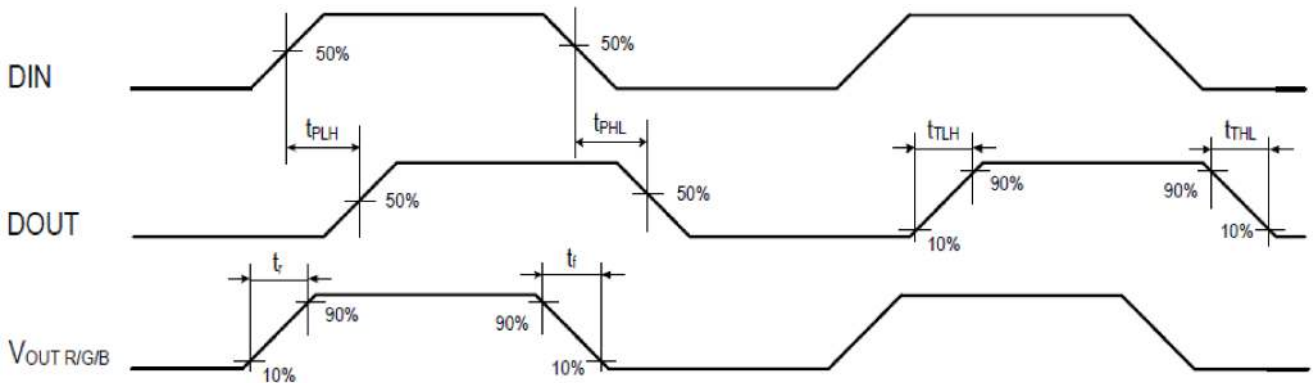 DIN
50%
50%
tPLH
tPHL
tTLH
tTHL
DOUT
50%
50%
90%
90%
10%
10%
tr
tf
VOUT R/G/B
90%
90%
10%
10%